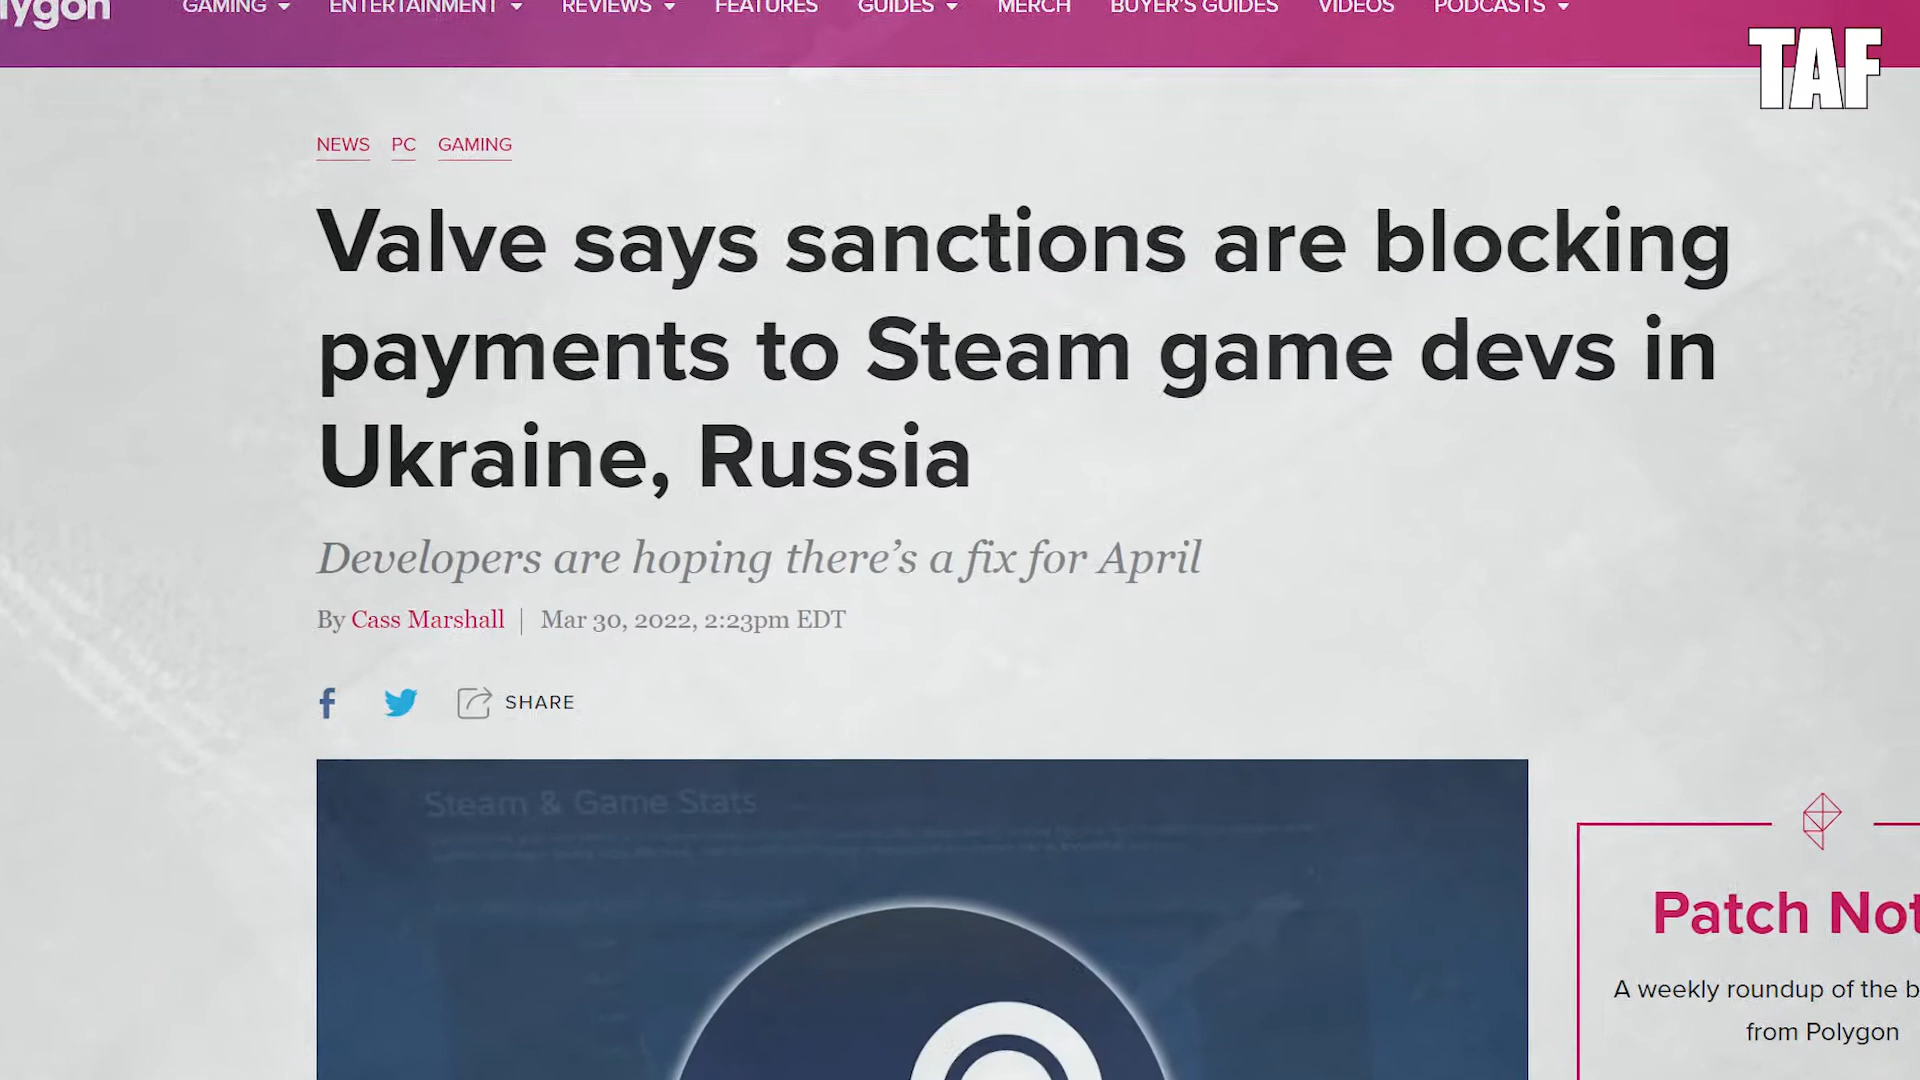 lygon GAMING ENTERTAINMENT REVIEWS FEATURES GUIDES MERCH BUYER'S GUIDES VIDEOS PODCASTS
TAF
NEWS PC GAMING
Valve says sanctions are blocking
payments to Steam game devs in
Ukraine, Russia
Developers are hoping there's a fix for April
By Cass Marshall | Mar 30, 2022, 2:23pm EDT
f SHARE
Steam & Game Stats
Patch Not
A weekly roundup of the b
from Polygon